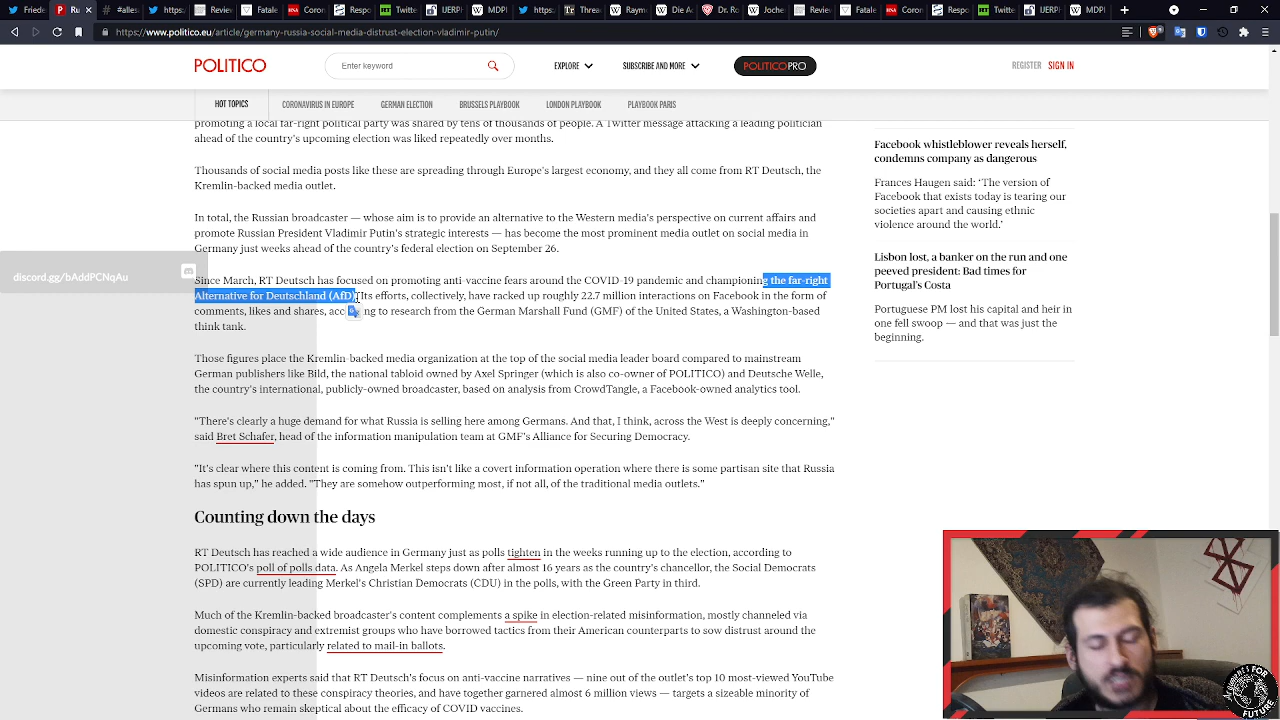 Friede
Rus
*Disp
UERP
MDPI
https
Tra
Raym
Die A
Resp
Revie
Fatale
Cons
Respo
*Dia
UERP
MDPI
https://www.politico.eu/article/germany-russia-social-media-distrust-election-vladimir-putin/
POLITICO
Enter keyword
EXPLORE
SUBSCRIBE AND MORE
POLITICOPRO
REGISTER SIGN IN
HOT TOPICS
CORONAVIRUS IN EUROPE
GERMAN ELECTION
BRUSSELS PLAYBOOK
LONDON PLAYBOOK
PLAYBOOK PARIS
promoting a local far-right political party was shared by tens of thousands of people. A Twitter message attacking a leading politician
ahead of the country's upcoming election was liked repeatedly over months.
Thousands of social media posts like these are spreading through Europe's largest economy, and they all come from RT Deutsch, the
Kremlin-backed media outlet.
In total, the Russian broadcaster — whose aim is to provide an alternative to the Western media's perspective on current affairs and
promote Russian President Vladimir Putin's strategic interests — has become the most prominent media outlet on social media in
Germany just weeks ahead of the country's federal election on September 26.
discord.gg/bAddPCNqAu
Since March, RT Deutsch has focused on promoting anti-vaccine fears around the COVID-19 pandemic and championing the far-right
Alternative for Deutschland (AfD). Its efforts, collectively, have racked up roughly 22.7 million interactions on Facebook in the form of
comments, likes and shares, acc ng to research from the German Marshall Fund (GMF) of the United States, a Washington-based
think tank.
Those figures place the Kremlin-backed media organization at the top of the social media leader board compared to mainstream
German publishers like Bild, the national tabloid owned by Axel Springer (which is also co-owner of POLITICO) and Deutsche Welle,
the country's international, publicly-owned broadcaster, based on analysis from CrowdTangle, a Facebook-owned analytics tool.
"There's clearly a huge demand for what Russia is selling here among Germans. And that, I think, across the West is deeply concerning,"
said Bret Schafer, head of the information manipulation team at GMF's Alliance for Securing Democracy.
"It's clear where this content is coming from. This isn't like a covert information operation where there is some partisan site that Russia
has spun up," he added. "They are somehow outperforming most, if not all, of the traditional media outlets."
Counting down the days
RT Deutsch has reached a wide audience in Germany just as polls tighten in the weeks running up to the election, according to
POLITICO's poll of polls data. As Angela Merkel steps down after almost 16 years as the country's chancellor, the Social Democrats
(SPD) are currently leading Merkel's Christian Democrats (CDU) in the polls, with the Green Party in third.
Much of the Kremlin-backed broadcaster's content complements a spike in election-related misinformation, mostly channeled via
domestic conspiracy and extremist groups who have borrowed tactics from their American counterparts to sow distrust around the
upcoming vote, particularly related to mail-in ballots.
Misinformation experts said that RT Deutsch's focus on anti-vaccine narratives — nine out of the outlet's top 10 most-viewed YouTube
videos are related to these conspiracy theories, and have together garnered almost 6 million views — targets a sizeable minority of
Germans who remain skeptical about the efficacy of COVID vaccines.
Facebook whistleblower reveals herself,
condemns company as dangerous
Frances Haugen said: 'The version of
Facebook that exists today is tearing our
societies apart and causing ethnic
violence around the world.'
Lisbon lost, a banker on the run and one
peeved president: Bad times for
Portugal's Costa
Portuguese PM lost his capital and heir in
one fell swoop — and that was just the
beginning.